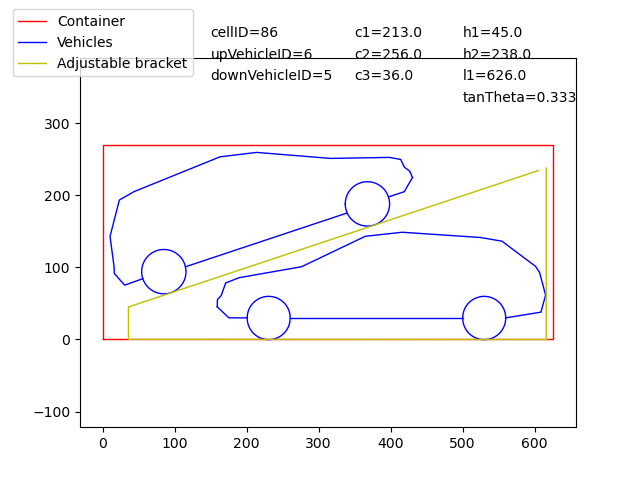 Container
Vehicles
Adjustable bracket
cellID=86 c1=213.0 h1=45.0
upVehicleID=6 c2=256.0 h2=238.0
downVehicleID=5 c3=36.0 l1=626.0
tanTheta=0.333
300
200
100
0
−100
0 100 200 300 400 500 600